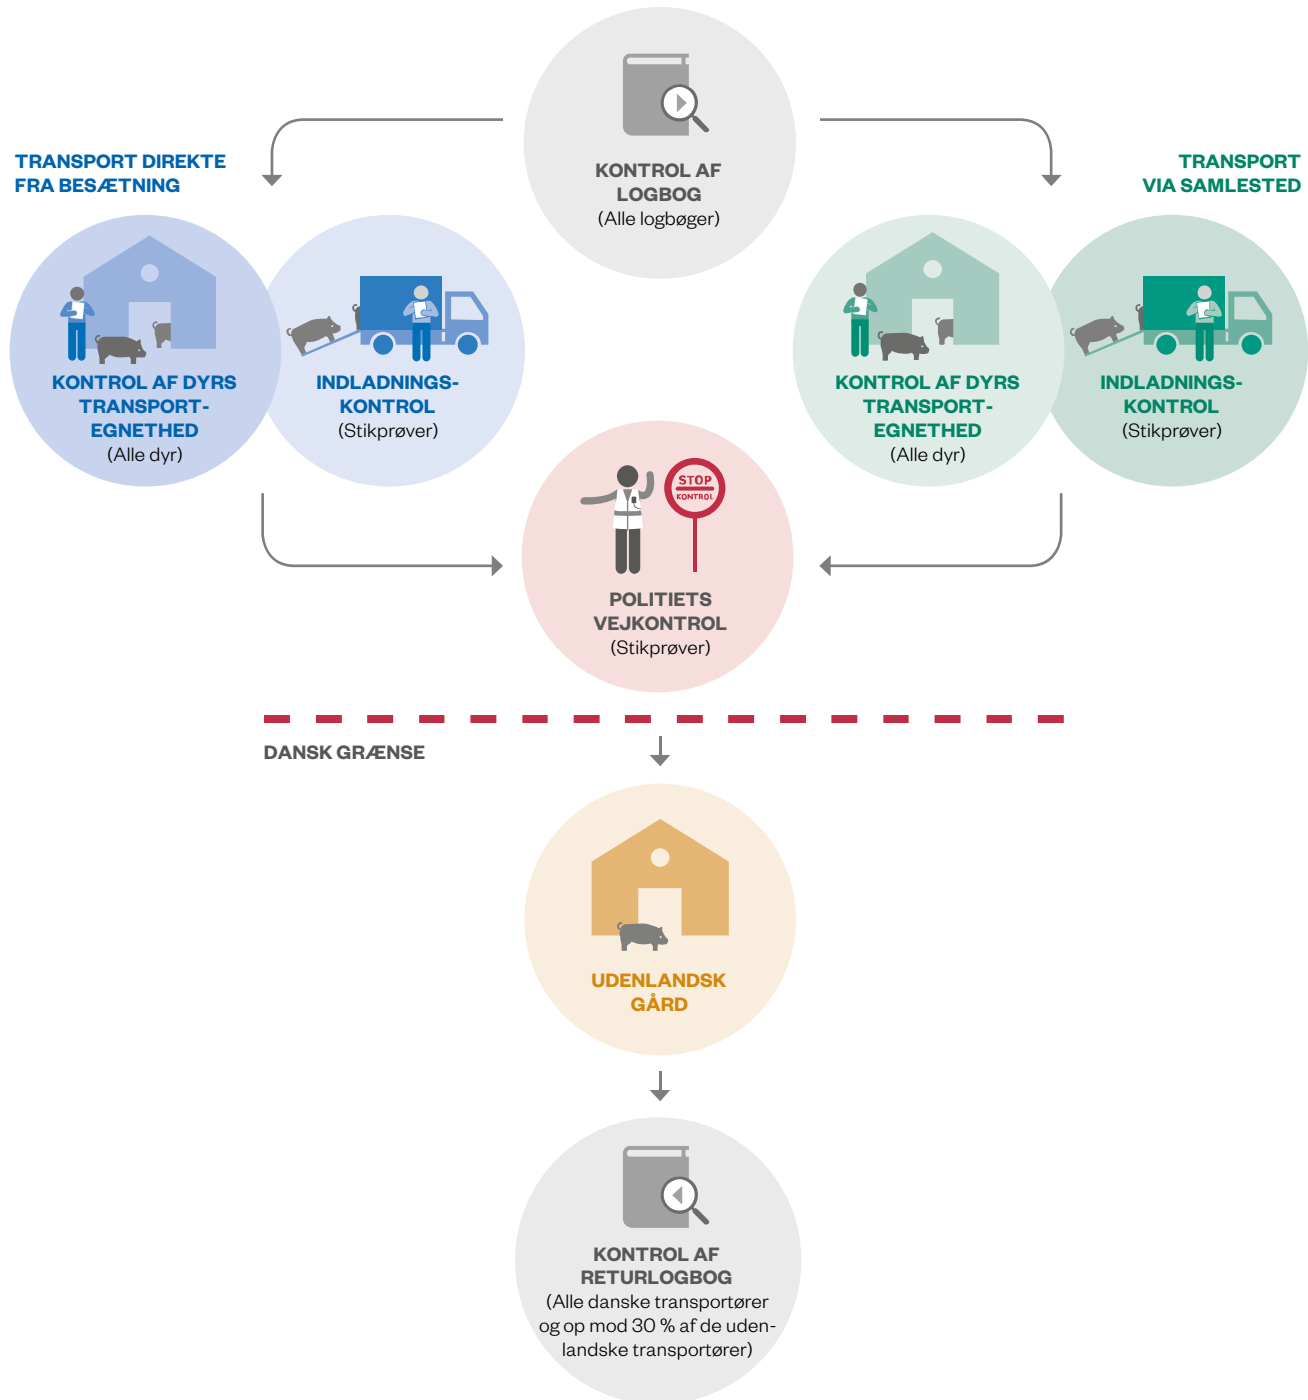 KONTROL AF
LOGBOG
(Alle logbøger)
TRANSPORT DIREKTE
FRA BESÆTNING
TRANSPORT
VIA SAMLESTED
KONTROL AF DYRS
TRANSPORT-
EGNETHED
(Alle dyr)
INDLADNINGS-
KONTROL
(Stikprøver)
KONTROL AF DYRS
TRANSPORT-
EGNETHED
(Alle dyr)
INDLADNINGS-
KONTROL
(Stikprøver)
STOP
KONTROL
POLITIETS
VEJKONTROL
(Stikprøver)
DANSK GRÆNSE
UDENLANDSK
GÅRD
KONTROL AF
RETURLOGBOG
(Alle danske transportører
og op mod 30 % af de uden-
landske transportører)